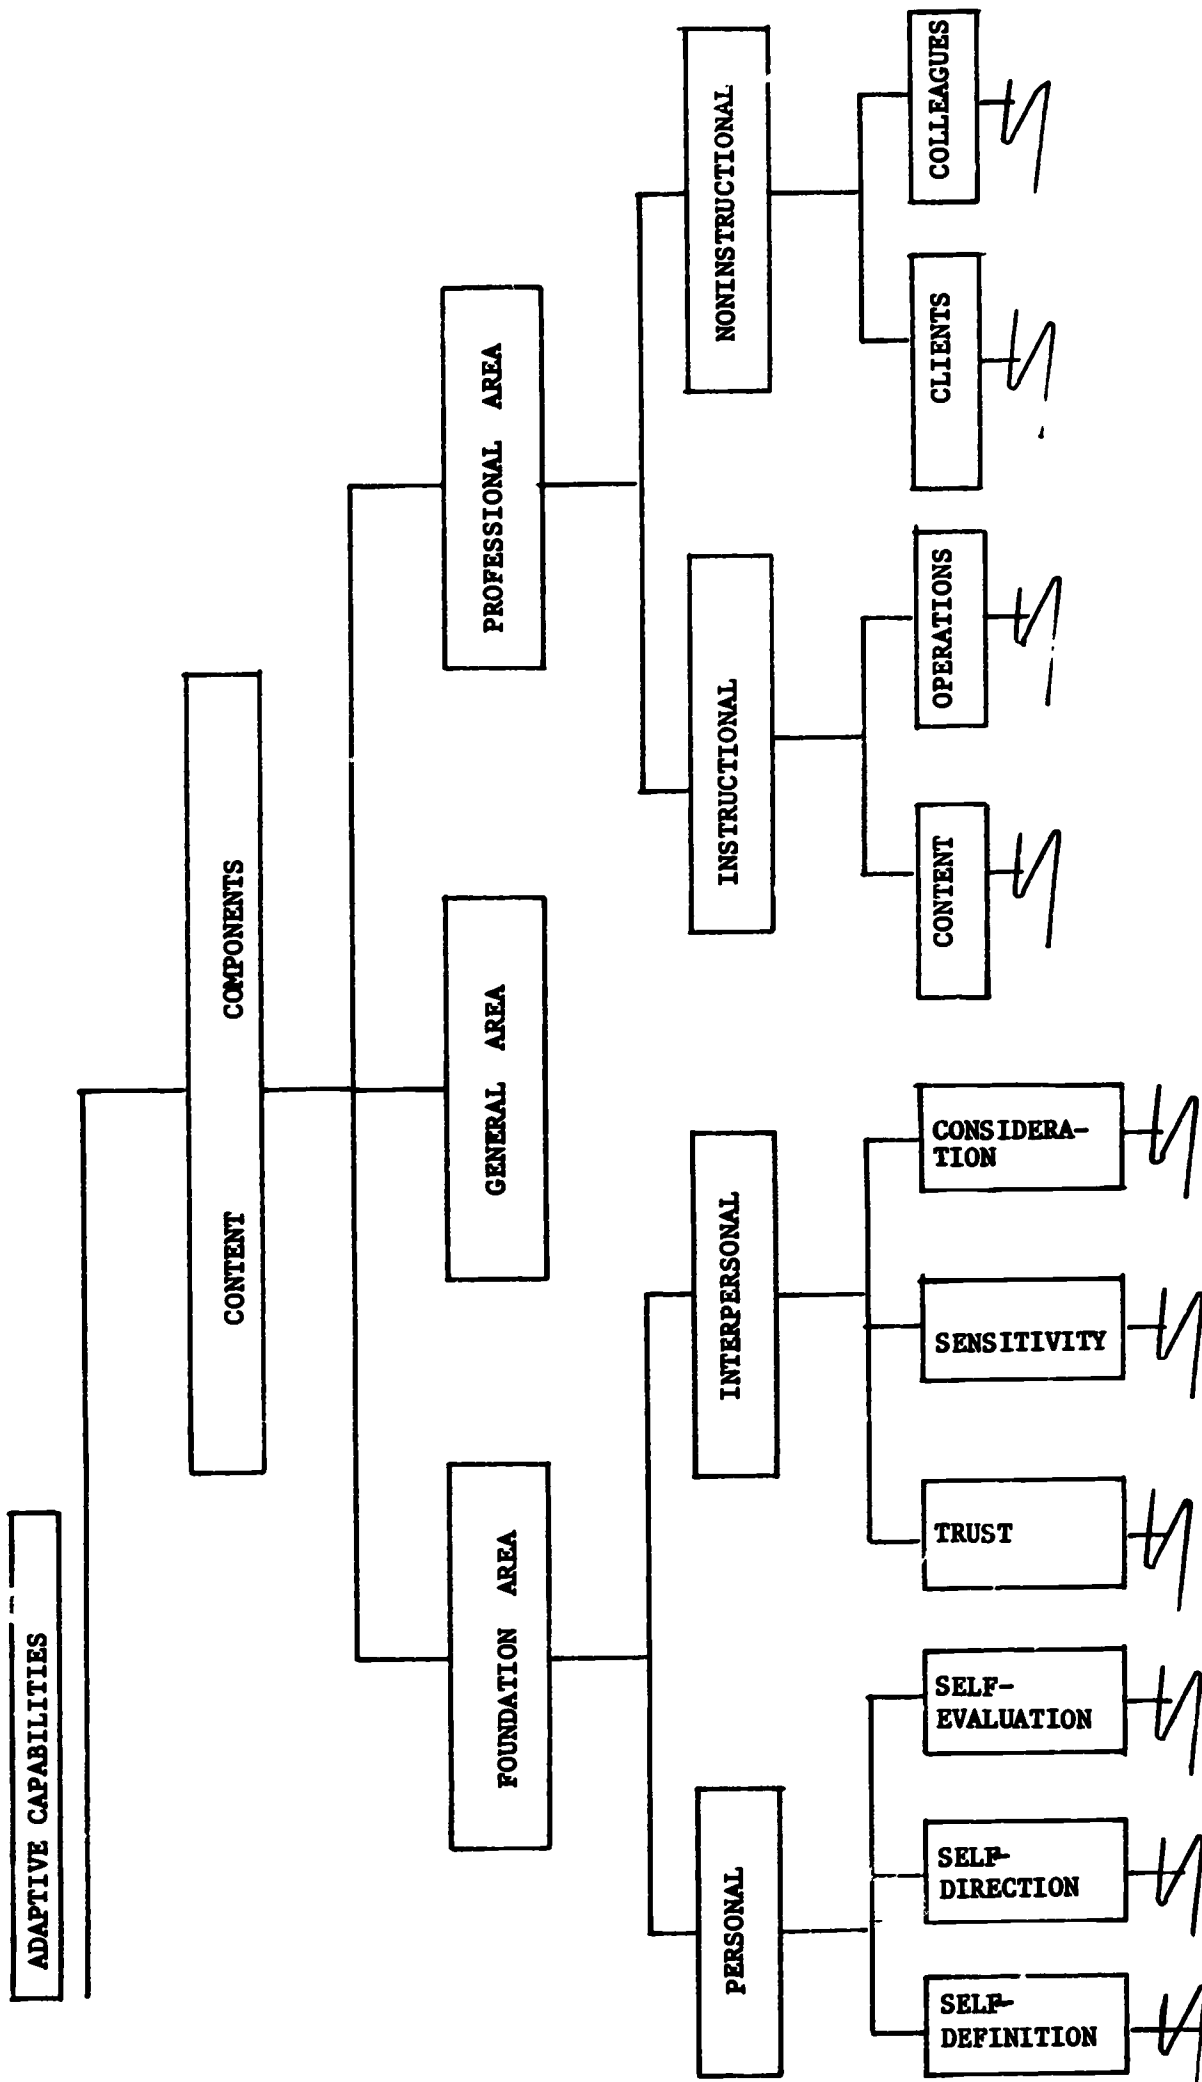 ADAPTIVE CAPABILITIES
CONTENT COMPONENTS
FOUNDATION AREA
GENERAL AREA
PROFESSIONAL AREA
PERSONAL
INTERPERSONAL
INSTRUCTIONAL
NONINSTRUCTIONAL
SELF-
DEFINITION
SELF-
DIRECTION
SELF-
EVALUATION
TRUST
SENSITIVITY
CONSIDERA-
TION
CONTENT
OPERATIONS
CLIENTS
COLLEAGUES